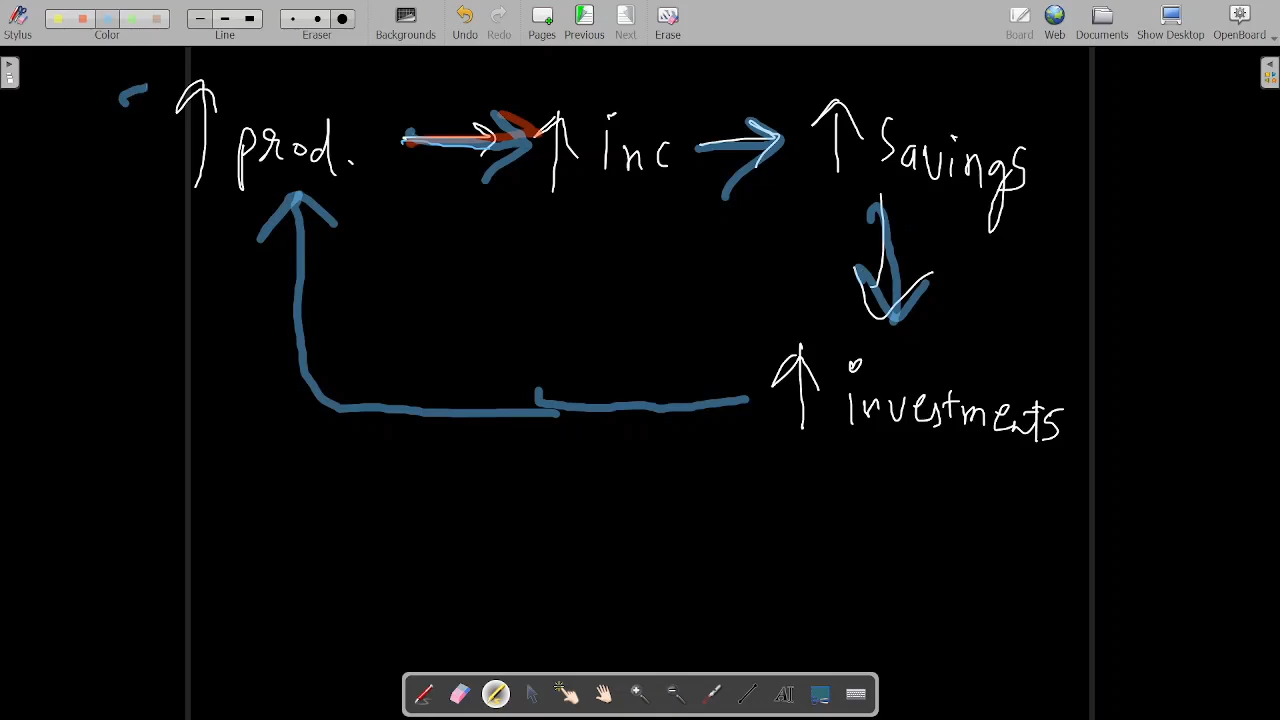 Stylus Color Line Eraser Backgrounds Undo Redo Pages Previous Next Erase Board Web Documents Show Desktop OpenBoard
↑ prod. → ↑ inc → ↑ Savings
↑ investments
AI